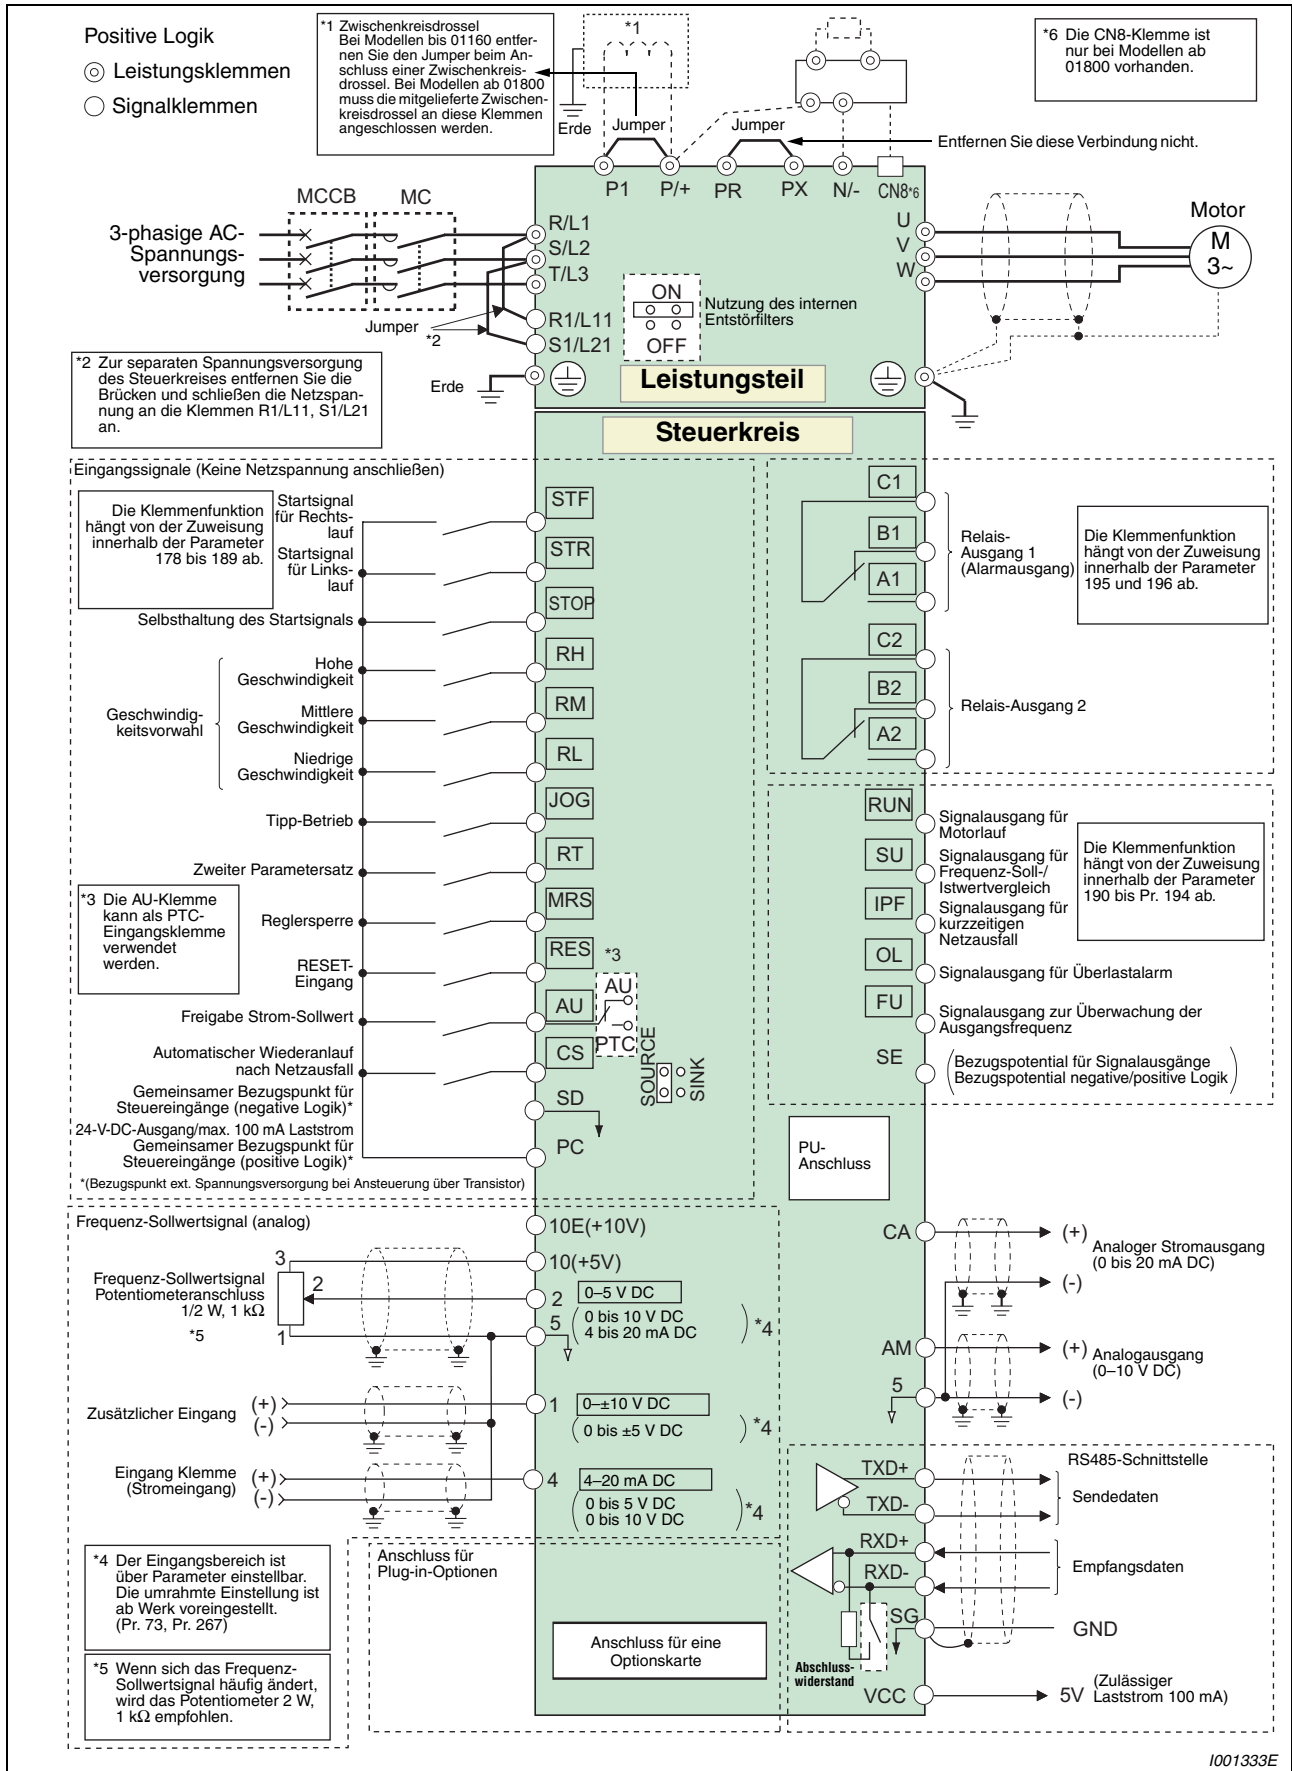 Positive Logik
Leistungsklemmen
Signalklemmen
*1 Zwischenkreisdrossel
Bei Modellen bis 01160 entfer-
nen Sie den Jumper beim An-
schluss einer Zwischenkreis-
drossel. Bei Modellen ab 01800
muss die mitgelieferte Zwischen-
kreisdrossel an diese Klemmen
angeschlossen werden.
*1
Erde
Jumper
Jumper
*6 Die CN8-Klemme ist
nur bei Modellen ab
01800 vorhanden.
Entfernen Sie diese Verbindung nicht.
P1
P/+
PR
PX
N/-
CN8*6
MCCB
MC
3-phasige AC-
Spannungs-
versorgung
R/L1
S/L2
T/L3
R1/L11
S1/L21
Jumper
*2
ON
OFF
Nutzung des internen
Entstörfilters
U
V
W
Motor
M
3~
*2 Zur separaten Spannungsversorgung
des Steuerkreises entfernen Sie die
Brücken und schließen die Netzspan-
nung an die Klemmen R1/L11, S1/L21
an.
Erde
Leistungsteil
Steuerkreis
Eingangssignale (Keine Netzspannung anschließen)
Die Klemmenfunktion
hängt von der Zuweisung
innerhalb der Parameter
178 bis 189 ab.
Startsignal
für Rechts-
lauf
STF
Startsignal
für Links-
lauf
STR
Selbsthaltung des Startsignals
STOP
Geschwindig-
keitsvorwahl
Hohe
Geschwindigkeit
RH
Mittlere
Geschwindigkeit
RM
Niedrige
Geschwindigkeit
RL
Tipp-Betrieb
JOG
Zweiter Parametersatz
RT
*3 Die AU-Klemme
kann als PTC-
Eingangsklemme
verwendet
werden.
Reglersperre
MRS
RESET-
Eingang
RES
*3
Freigabe Strom-Sollwert
AU
AU
PTC
Automatischer Wiederanlauf
nach Netzausfall
CS
SOURCE
SINK
Gemeinsamer Bezugspunkt für
Steuereingänge (negative Logik)*
SD
24-V-DC-Ausgang/max. 100 mA Laststrom
Gemeinsamer Bezugspunkt für
Steuereingänge (positive Logik)*
PC
*(Bezugspunkt ext. Spannungsversorgung bei Ansteuerung über Transistor)
C1
B1
A1
Relais-
Ausgang 1
(Alarmausgang)
Die Klemmenfunktion
hängt von der Zuweisung
innerhalb der Parameter
195 und 196 ab.
C2
B2
A2
Relais-Ausgang 2
RUN
Signalausgang für
Motorlauf
SU
Signalausgang für
Frequenz-Soll-/
Istwertvergleich
IPF
Signalausgang für
kurzzeitigen
Netzausfall
Die Klemmenfunktion
hängt von der Zuweisung
innerhalb der Parameter
190 bis Pr. 194 ab.
OL
Signalausgang für Überlastalarm
FU
Signalausgang zur Überwachung der
Ausgangsfrequenz
SE
(Bezugspotential für Signalausgänge
Bezugspotential negative/positive Logik)
PU-
Anschluss
Frequenz-Sollwertsignal (analog)
10E(+10V)
10(+5V)
Frequenz-Sollwertsignal
Potentiometeranschluss
1/2 W, 1 kΩ
*5
3
2
1
2
0–5 V DC
5
(0 bis 10 V DC
4 bis 20 mA DC) *4
Zusätzlicher Eingang
(+)
(-)
1
0–±10 V DC
(0 bis ±5 V DC) *4
Eingang Klemme
(Stromeingang)
(+)
(-)
4
4–20 mA DC
(0 bis 5 V DC
0 bis 10 V DC) *4
CA
(+)
(-)
Analoger Stromausgang
(0 bis 20 mA DC)
AM
5
(+)
(-)
Analogausgang
(0–10 V DC)
RS485-Schnittstelle
TXD+
TXD-
Sendedaten
RXD+
RXD-
Empfangsdaten
SG
GND
Abschluss-
widerstand
VCC
5V
(Zulässiger
Laststrom 100 mA)
*4 Der Eingangsbereich ist
über Parameter einstellbar.
Die umrahmte Einstellung ist
ab Werk voreingestellt.
(Pr. 73, Pr. 267)
*5 Wenn sich das Frequenz-
Sollwertsignal häufig ändert,
wird das Potentiometer 2 W,
1 kΩ empfohlen.
Anschluss für
Plug-in-Optionen
Anschluss für eine
Optionskarte
I001333E